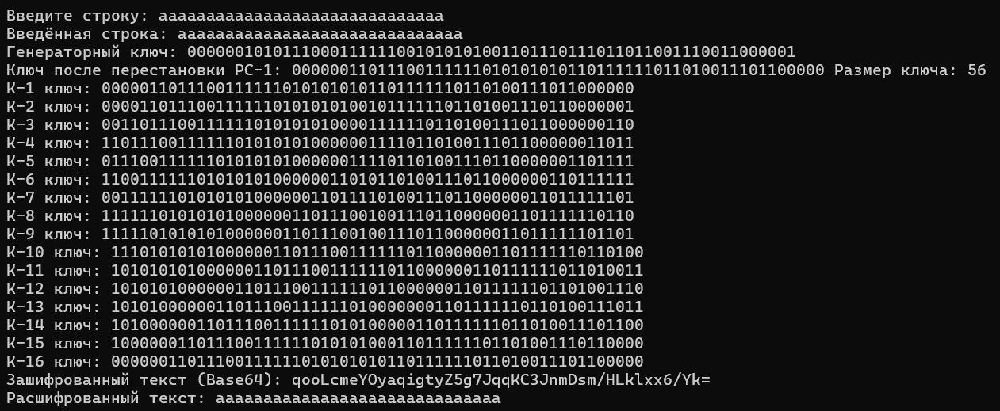 Введите строку: aaaaaaaaaaaaaaaaaaaaaaaaaaaaaa
Введённая строка: aaaaaaaaaaaaaaaaaaaaaaaaaaaaaa
Генераторный ключ: 0000001010111000111111001010101001101110111011011001110011000001
Ключ после перестановки PC-1: 00000011011100111111010101010110111111011010011101100000 Размер ключа: 56
К-1 ключ: 00000110111001111110101010101101111110110100111011000000
К-2 ключ: 00001101110011111101010101001011111101101001110110000001
К-3 ключ: 00110111001111110101010100001111110110100111011000000110
К-4 ключ: 11011100111111010101010000001111011010011101100000011011
К-5 ключ: 01110011111101010101000000111101101001110110000001101111
К-6 ключ: 11001111110101010100000011010110100111011000000110111111
К-7 ключ: 00111111010101010000001101111010011101100000011011111101
К-8 ключ: 11111101010101000000110111001001110110000001101111110110
К-9 ключ: 11111010101010000001101110010011101100000011011111101101
К-10 ключ: 11101010101000000110111001111110110000001101111110110100
К-11 ключ: 10101010100000011011100111111011000000110111111011010011
К-12 ключ: 10101010000001101110011111101100000011011111101101001110
К-13 ключ: 10101000000110111001111110100000001101111110110100111011
К-14 ключ: 10100000011011100111111010100000110111111011010011101100
К-15 ключ: 10000001101110011111101010100011011111101101001110110000
К-16 ключ: 00000011011100111111010101010110111111011010011101100000
Зашифрованный текст (Base64): qooLcmeYOyaqigtyZ5g7JqqKC3JnmDsm/HLklxx6/Yk=
Расшифрованный текст: aaaaaaaaaaaaaaaaaaaaaaaaaaaaaa